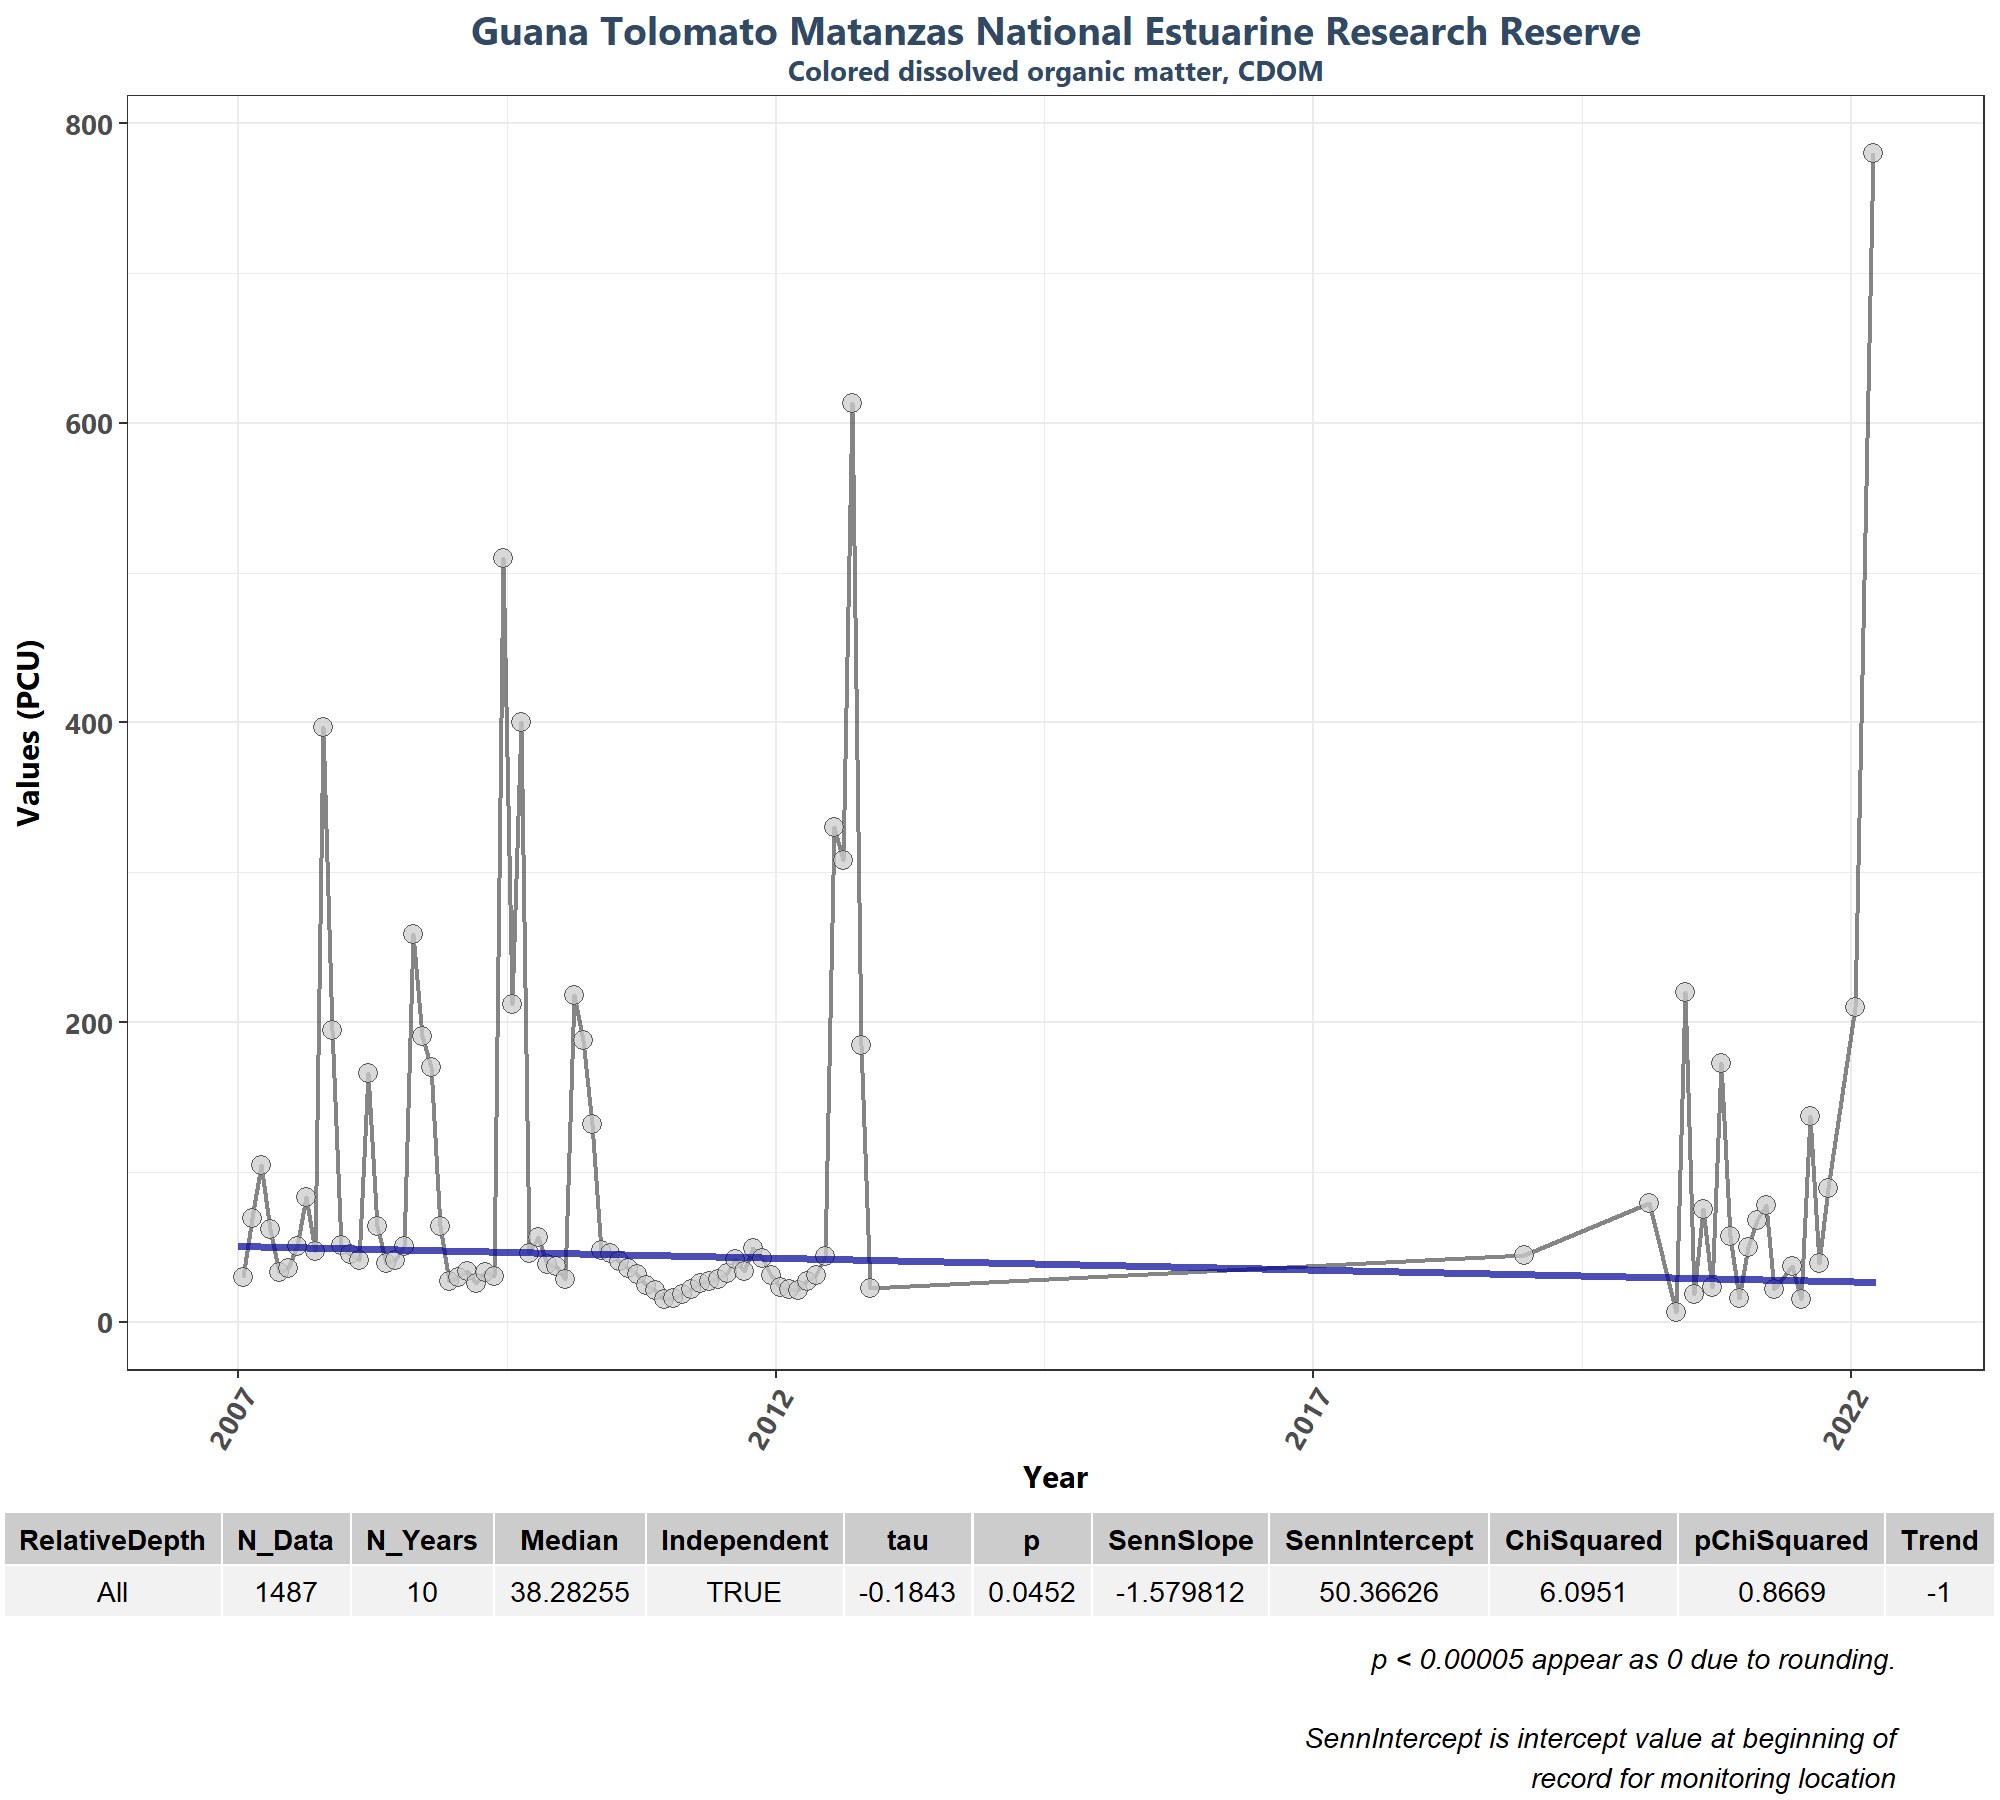 Guana Tolomato Matanzas National Estuarine Research Reserve
Colored dissolved organic matter, CDOM
800
600
400
200
0
Values (PCU)
2007 2012 2017 2022
Year
RelativeDepth N_Data N_Years Median Independent tau p SennSlope SennIntercept ChiSquared pChiSquared Trend
All 1487 10 38.28255 TRUE -0.1843 0.0452 -1.579812 50.36626 6.0951 0.8669 -1
p < 0.00005 appear as 0 due to rounding.
SennIntercept is intercept value at beginning of
record for monitoring location